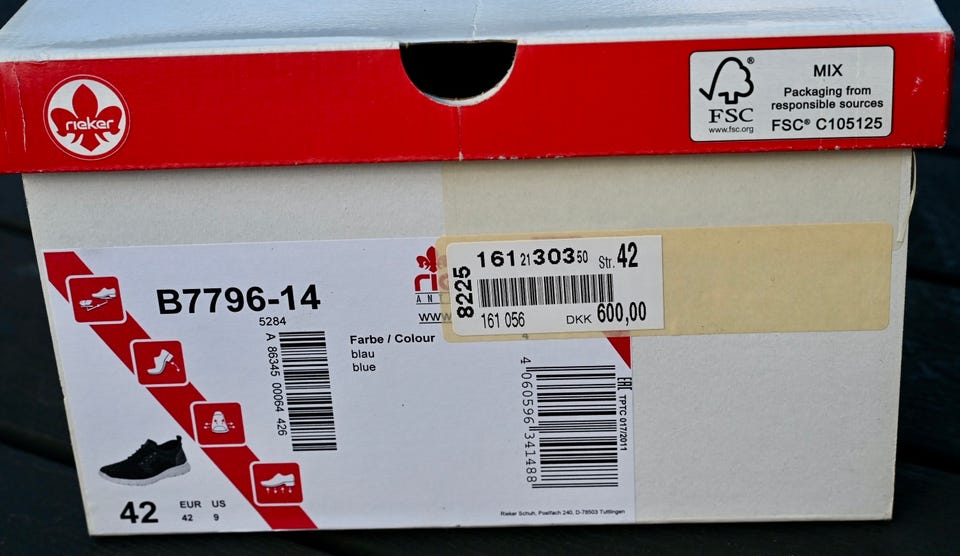 rieker
FSC®
www.fsc.org
MIX
Packaging from
responsible sources
FSC® C105125
B7796-14
5284
A 86345 00064 426
Farbe / Colour
blau
blue
www
8225
161 21 303 50 Str. 42
161 056 DKK 600,00
4
4 060596 341488
EAC TPTC 017/2011
42
EUR US
42 9
Rieker Schuh, Postfach 240, D-78503 Tuttlingen